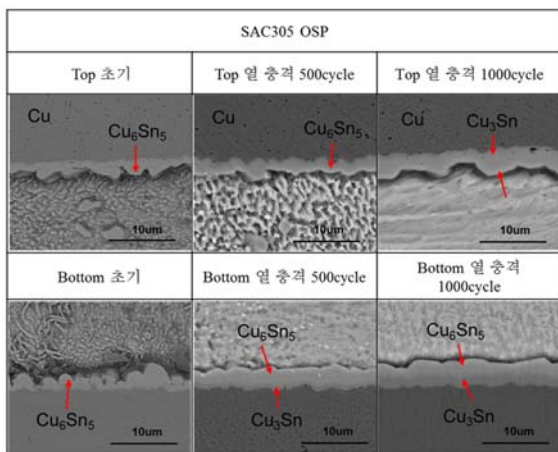 SAC305 OSP
Top 초기
Top 열 충격 500cycle
Top 열 충격 1000cycle
Cu
Cu₆Sn₅
10um
Cu
Cu₆Sn₅
10um
Cu
Cu₃Sn
10um
Bottom 초기
Bottom 열 충격 500cycle
Bottom 열 충격
1000cycle
Cu₆Sn₅
10um
Cu₆Sn₅
Cu₃Sn
10um
Cu₆Sn₅
Cu₃Sn
10um